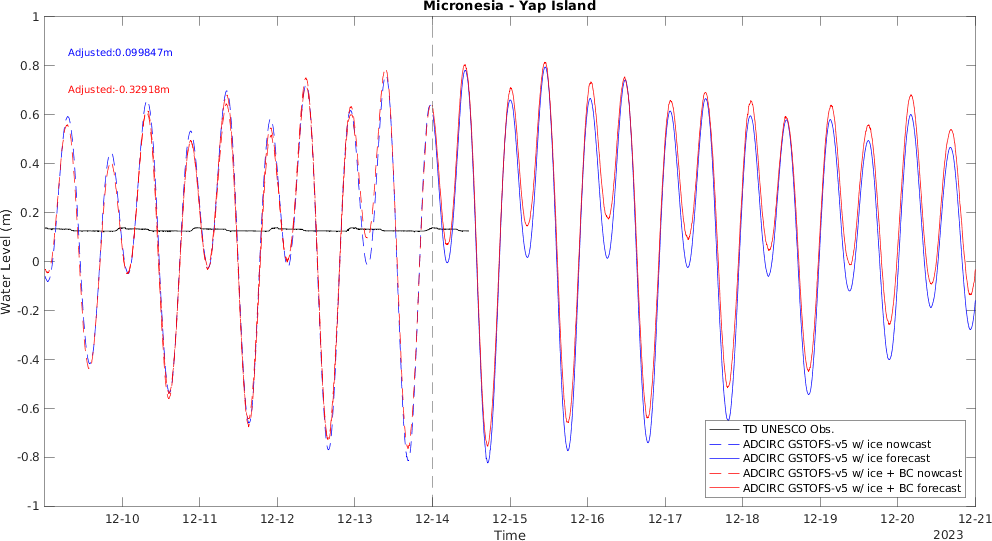 Micronesia - Yap Island
Adjusted:0.099847m
Adjusted:-0.32918m
Water Level (m)
1
0.8
0.6
0.4
0.2
0
-0.2
-0.4
-0.6
-0.8
-1
TD UNESCO Obs.
ADCIRC GSTOFS-v5 w/ ice nowcast
ADCIRC GSTOFS-v5 w/ ice forecast
ADCIRC GSTOFS-v5 w/ ice + BC nowcast
ADCIRC GSTOFS-v5 w/ ice + BC forecast
12-10 12-11 12-12 12-13 12-14 12-15 12-16 12-17 12-18 12-19 12-20 12-21
Time
2023